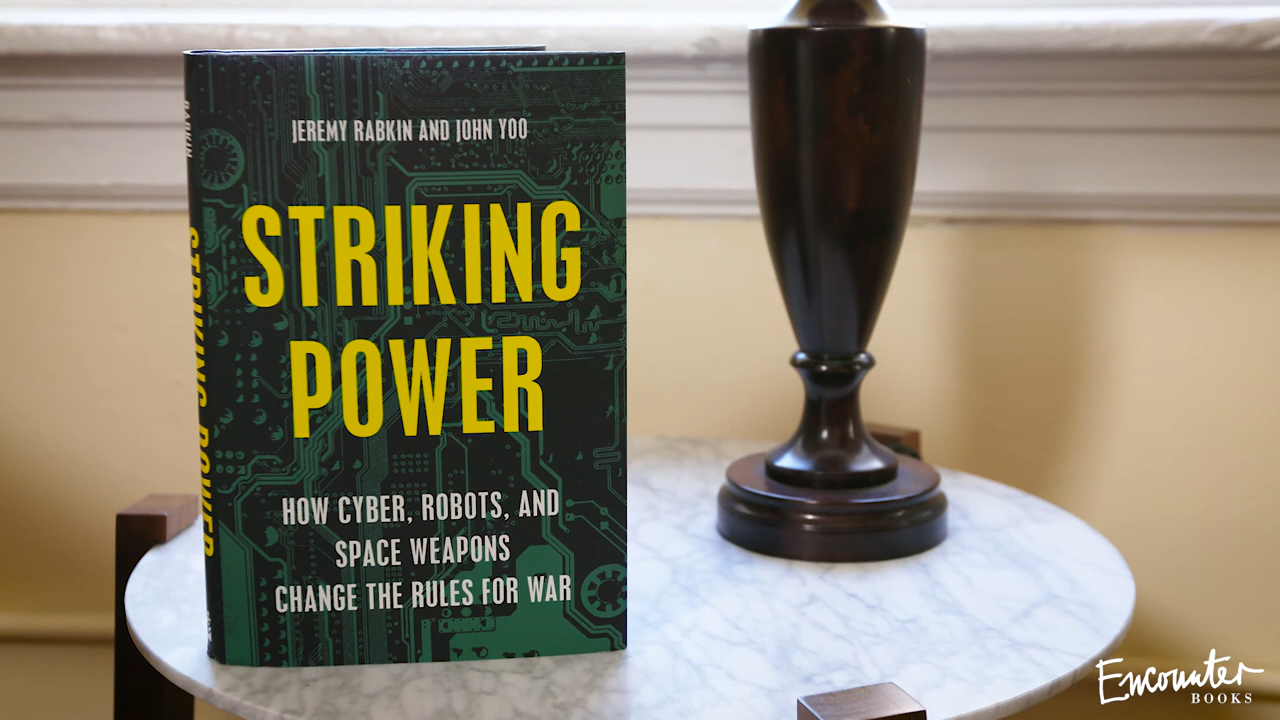 JEREMY RABKIN AND JOHN YOO
STRIKING
POWER
HOW CYBER, ROBOTS, AND
SPACE WEAPONS
CHANGE THE RULES FOR WAR
RABKIN
STRIKING POWER
Encounter
BOOKS